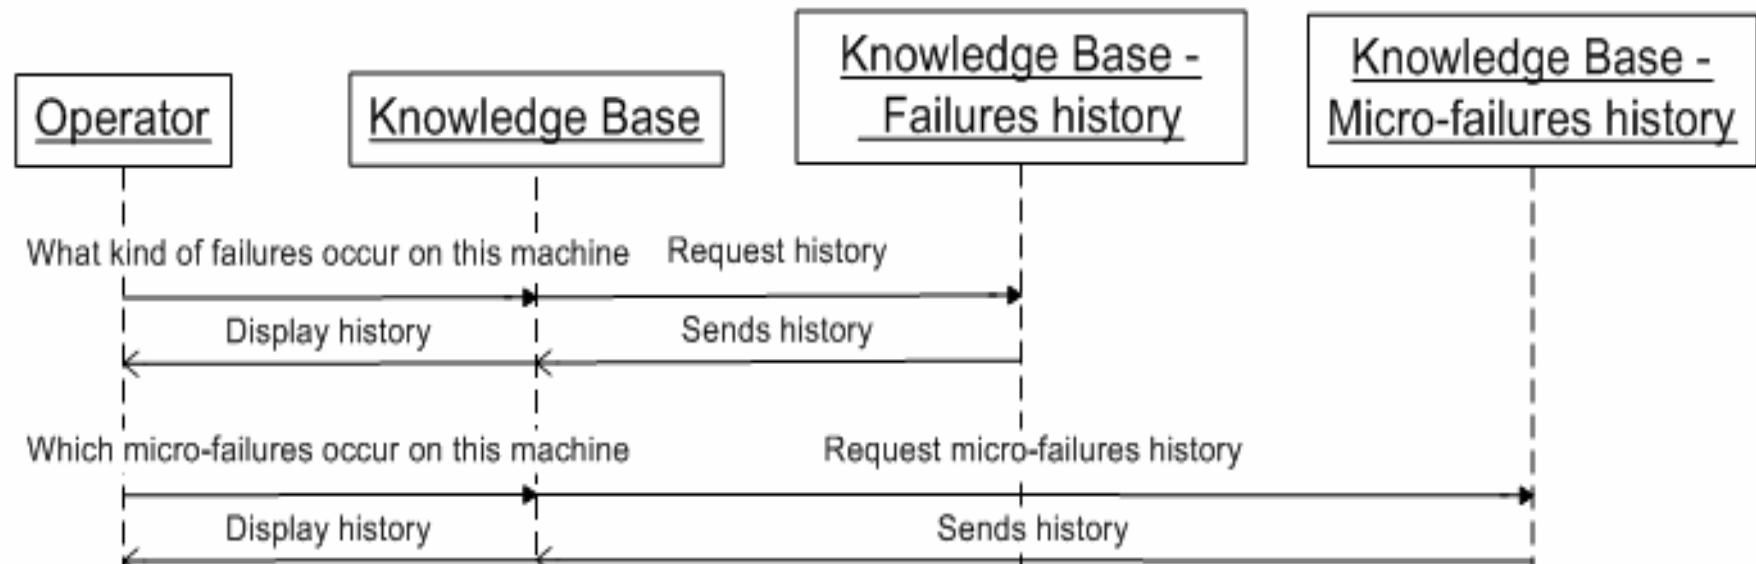 Operator
Knowledge Base
Knowledge Base -
Failures history
Knowledge Base -
Micro-failures history
What kind of failures occur on this machine
Request history
Display history
Sends history
Which micro-failures occur on this machine
Request micro-failures history
Display history
Sends history